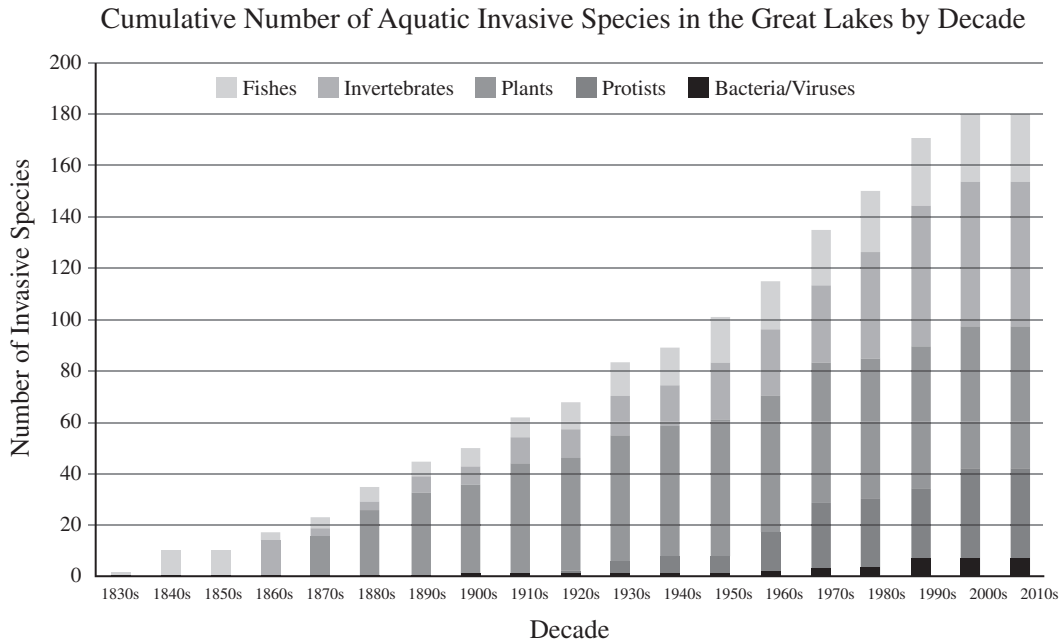 Cumulative Number of Aquatic Invasive Species in the Great Lakes by Decade
Fishes Invertebrates Plants Protists Bacteria/Viruses
Number of Invasive Species
200
180
160
140
120
100
80
60
40
20
0
1830s 1840s 1850s 1860s 1870s 1880s 1890s 1900s 1910s 1920s 1930s 1940s 1950s 1960s 1970s 1980s 1990s 2000s 2010s
Decade